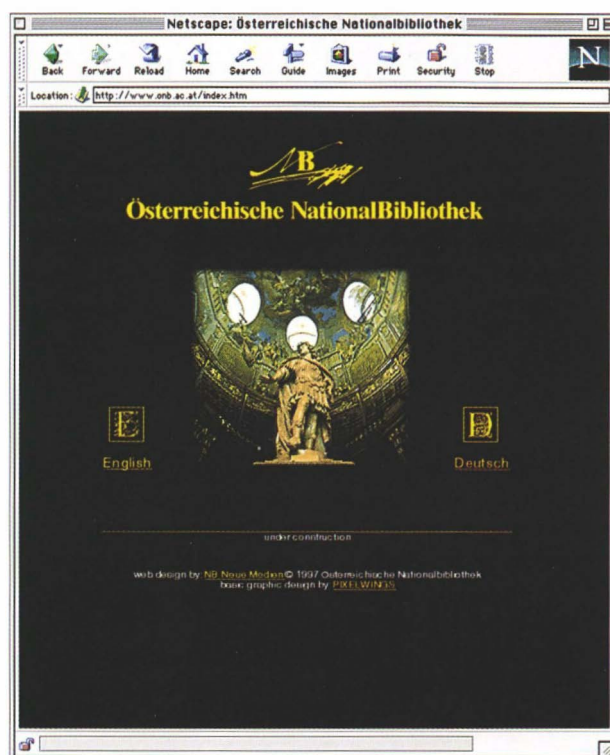 Netscape: Österreichische Nationalbibliothek
Back Forward Reload Home Search Guide Images Print Security Stop
N
Location: http://www.onb.ac.at/index.htm
NB
Österreichische NationalBibliothek
E
English
D
Deutsch
under conntruction
web design by NB Neue Medien © 1997 Österreichische Nationalbibliothek
basic graphic design by PIXELWINGS